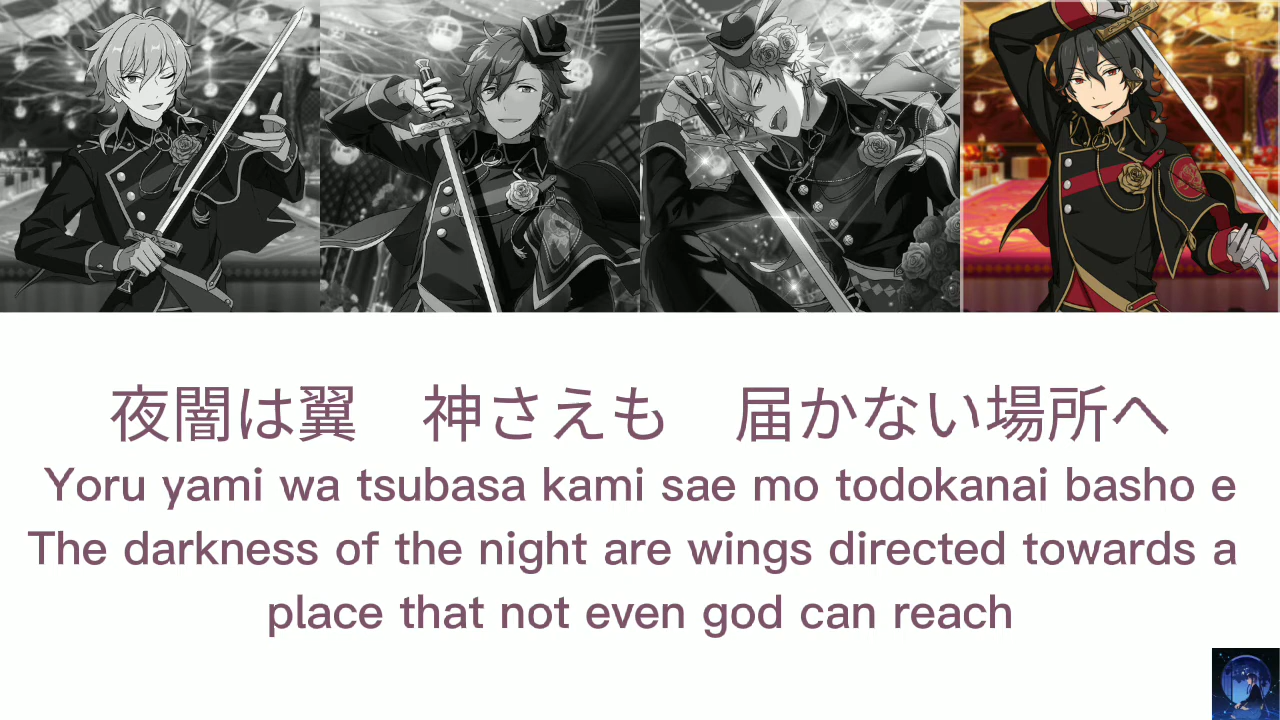 夜闇は翼　神さえも　届かない場所へ
Yoru yami wa tsubasa kami sae mo todokanai basho e
The darkness of the night are wings directed towards a
place that not even god can reach